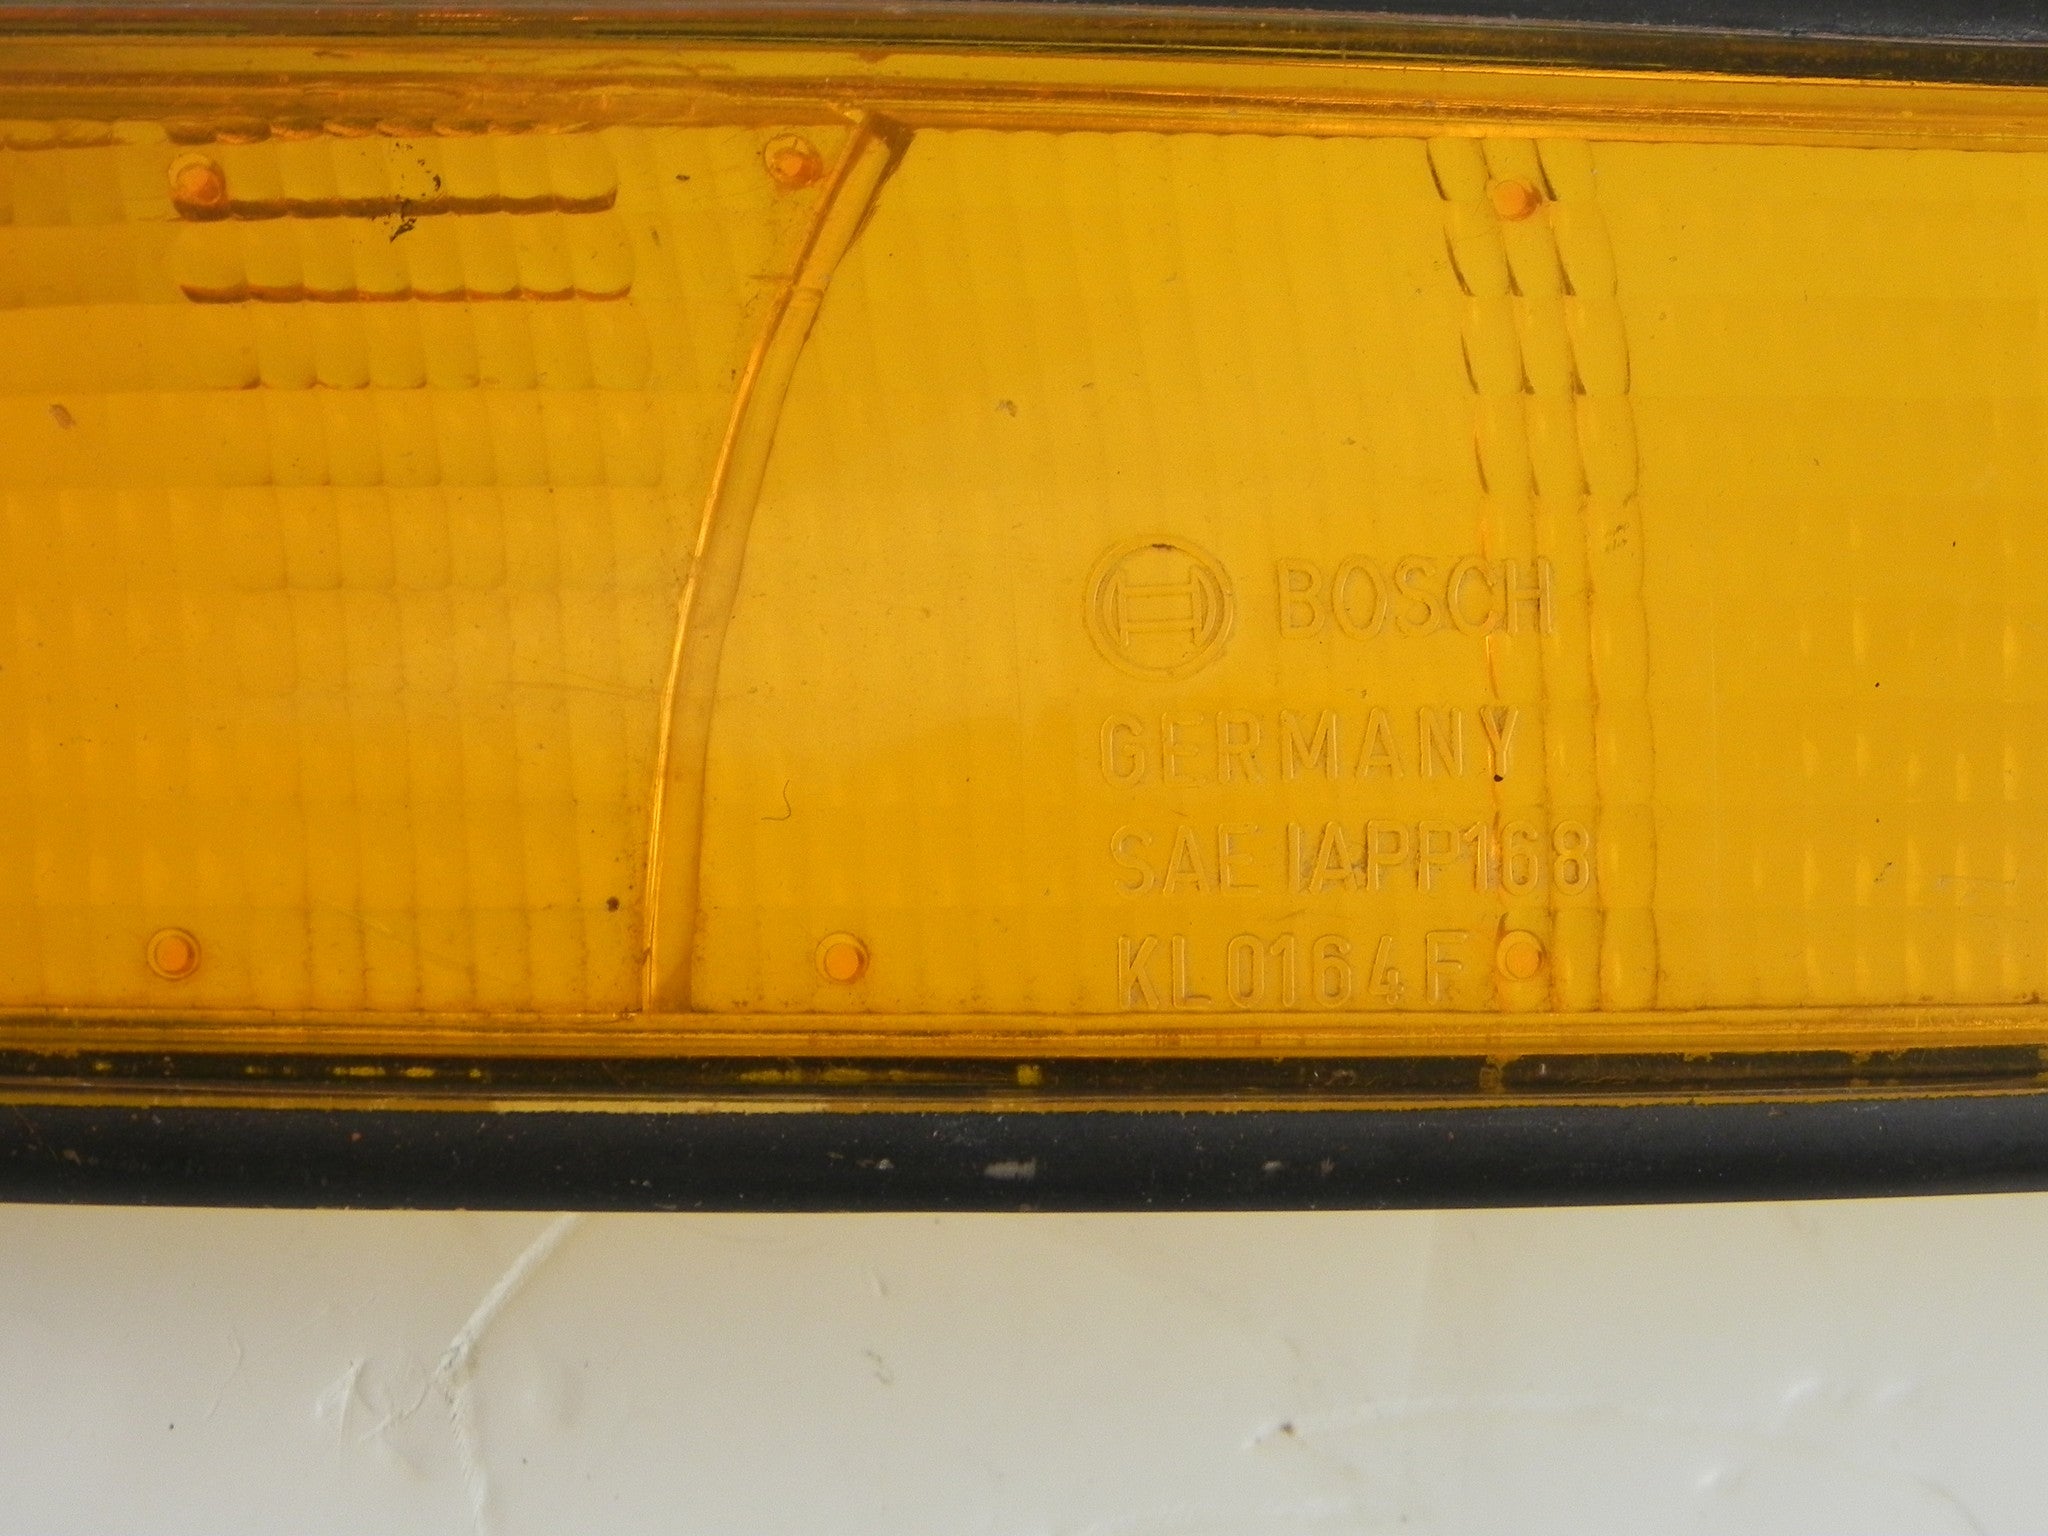 BOSCH
GERMANY
SAE IAPP168
KL0164F